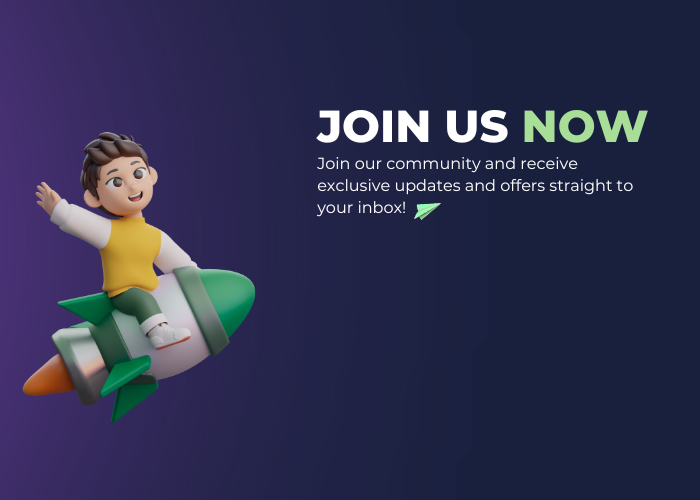 JOIN US NOW
Join our community and receive
exclusive updates and offers straight to
your inbox!